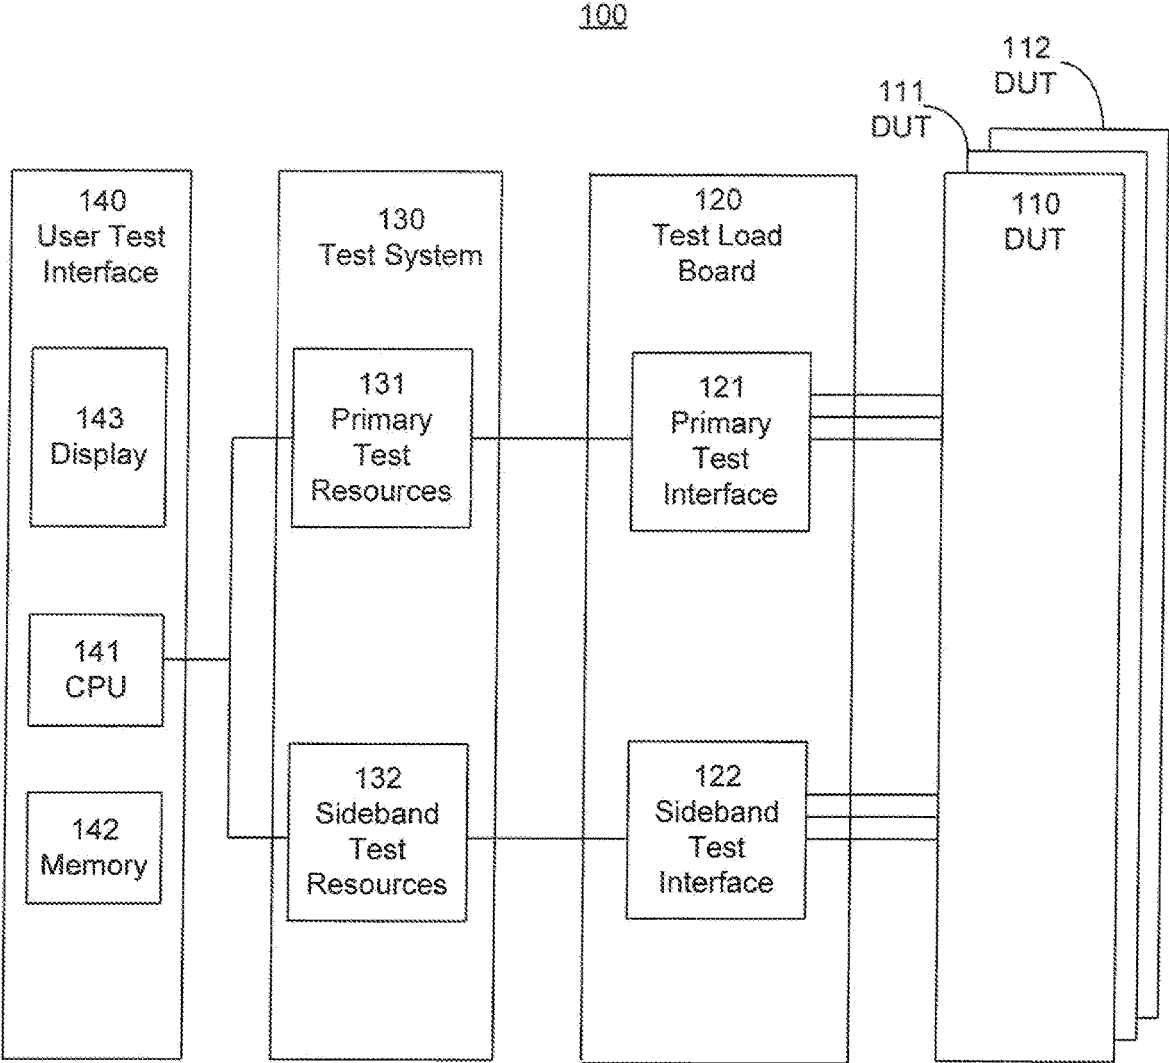 100
112
DUT
111
DUT
110
DUT
140
User Test
Interface
130
Test System
120
Test Load
Board
143
Display
131
Primary
Test
Resources
121
Primary
Test
Interface
141
CPU
132
Sideband
Test
Resources
122
Sideband
Test
Interface
142
Memory